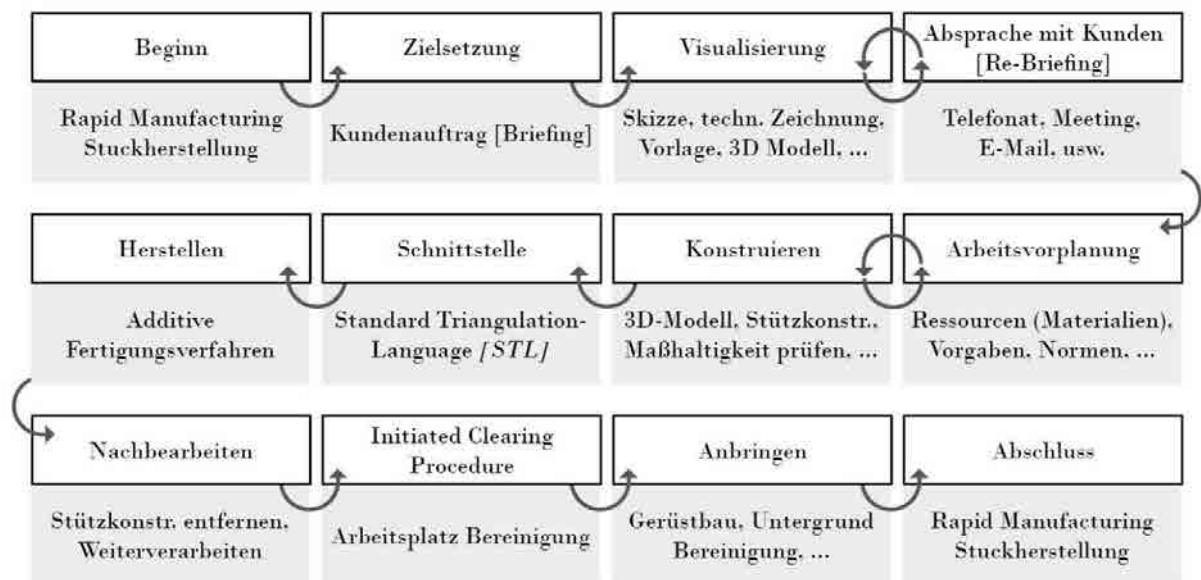 Beginn
Rapid Manufacturing
Stuckherstellung
Zielsetzung
Kundenauftrag [Briefing]
Visualisierung
Skizze, techn. Zeichnung,
Vorlage, 3D Modell, ...
Absprache mit Kunden
[Re-Briefing]
Telefonat, Meeting,
E-Mail, usw.
Arbeitsvorplanung
Ressourcen (Materialien),
Vorgaben, Normen, ...
Konstruieren
3D-Modell, Stützkonstr.,
Maßhaltigkeit prüfen, ...
Schnittstelle
Standard Triangulation-
Language [STL]
Herstellen
Additive
Fertigungsverfahren
Nachbearbeiten
Stützkonstr. entfernen,
Weiterverarbeiten
Initiated Clearing
Procedure
Arbeitsplatz Bereinigung
Anbringen
Gerüstbau, Untergrund
Bereinigung, ...
Abschluss
Rapid Manufacturing
Stuckherstellung